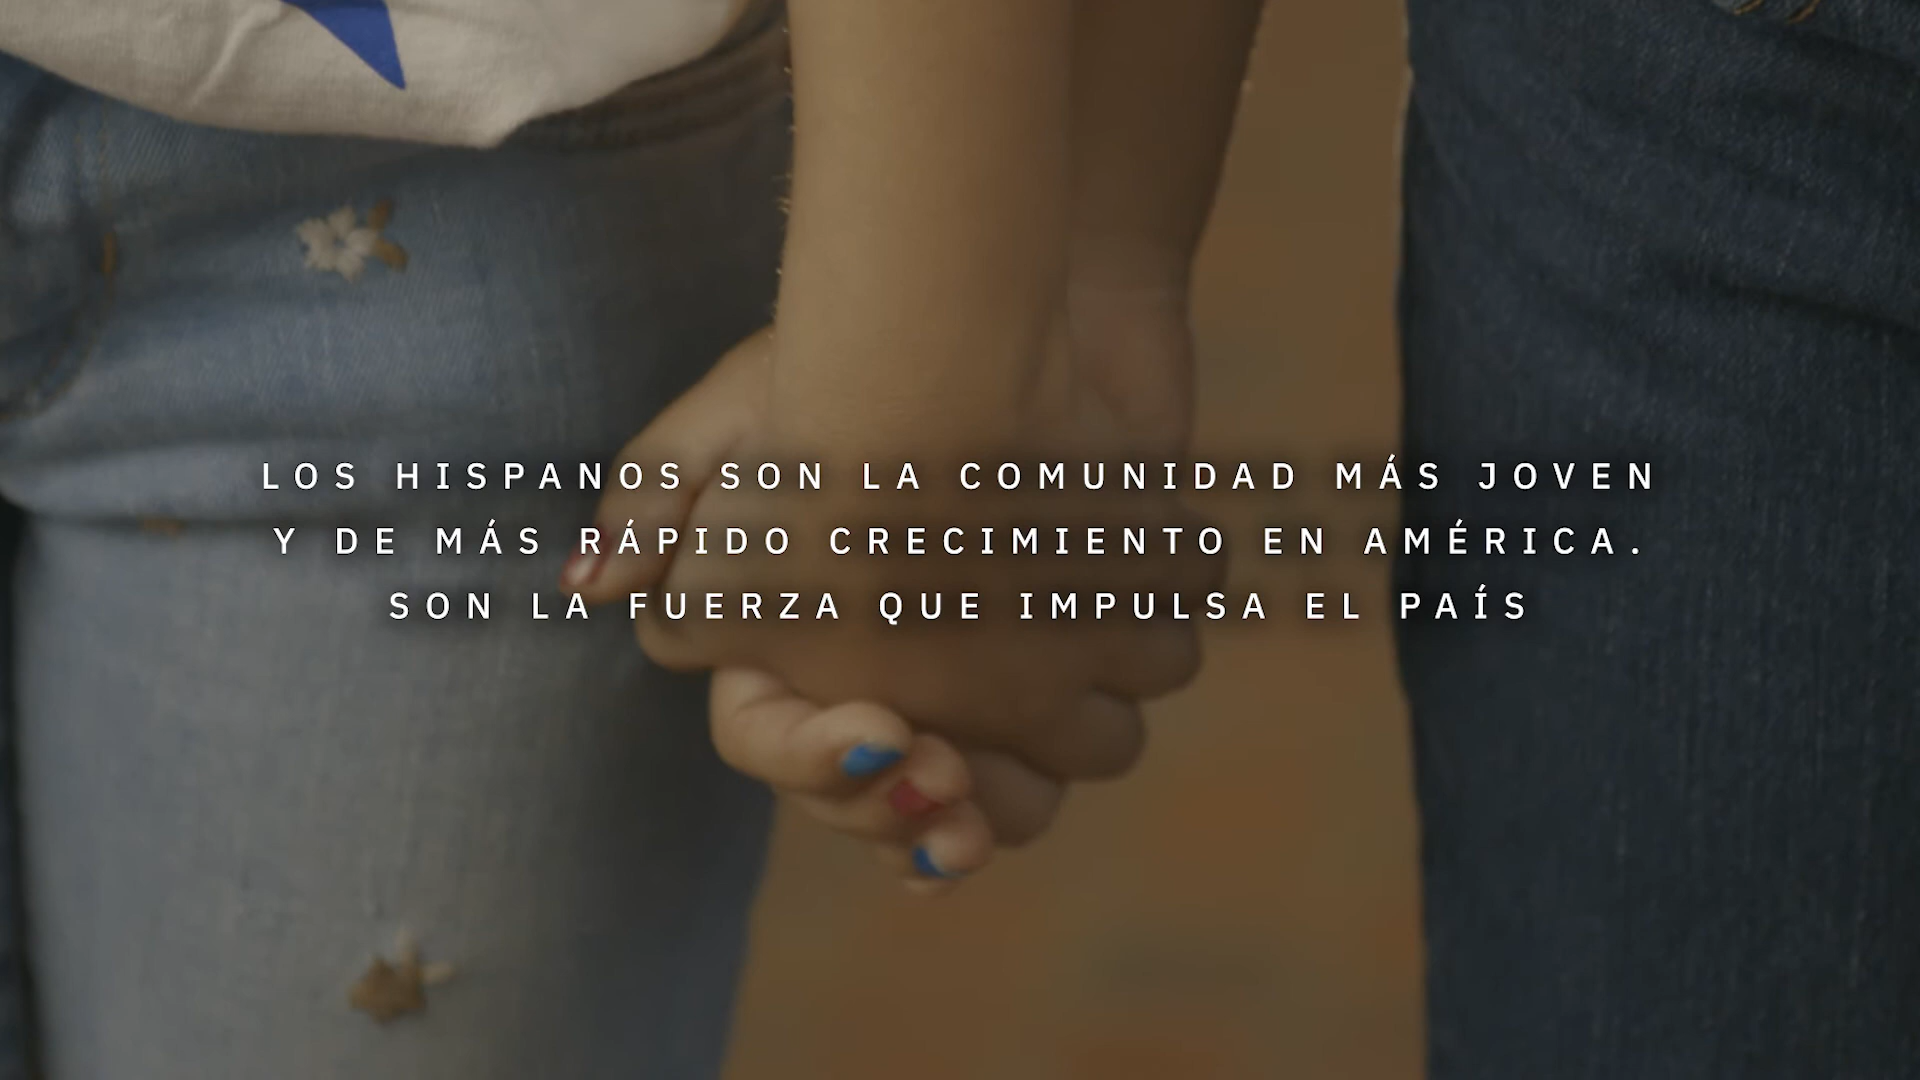 LOS HISPANOS SON LA COMUNIDAD MÁS JOVEN
Y DE MÁS RÁPIDO CRECIMIENTO EN AMÉRICA.
SON LA FUERZA QUE IMPULSA EL PAÍS